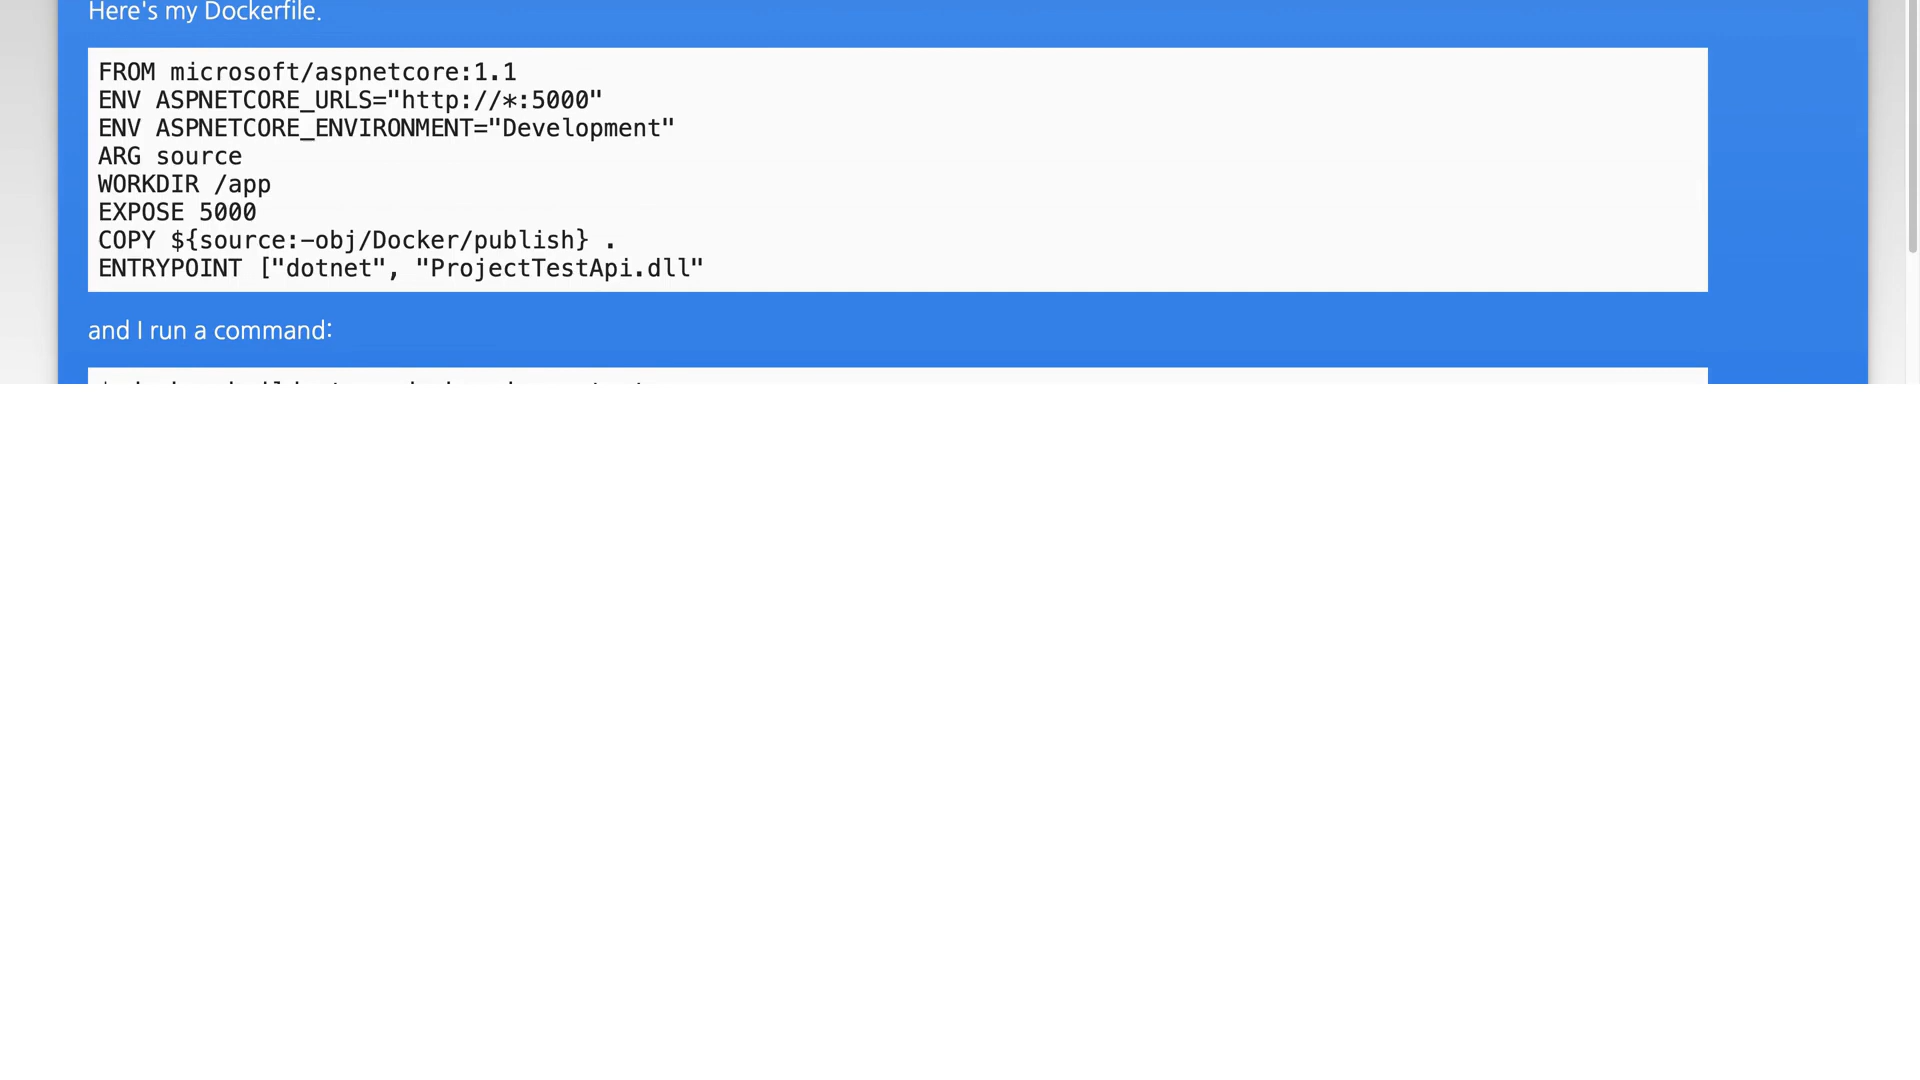 Here's my Dockerfile.
FROM microsoft/aspnetcore:1.1
ENV ASPNETCORE_URLS="http://*:5000"
ENV ASPNETCORE_ENVIRONMENT="Development"
ARG source
WORKDIR /app
EXPOSE 5000
COPY ${source:-obj/Docker/publish} .
ENTRYPOINT ["dotnet", "ProjectTestApi.dll"
and I run a command: